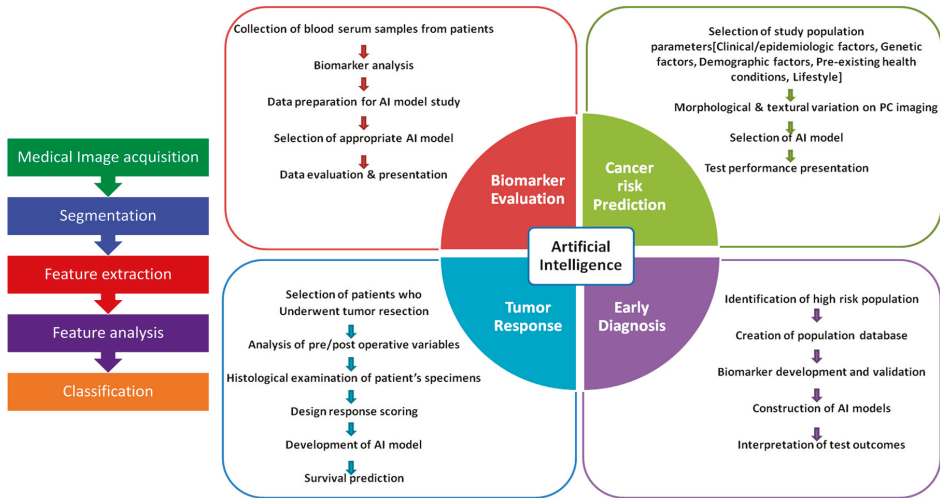 Medical Image acquisition
Segmentation
Feature extraction
Feature analysis
Classification
Collection of blood serum samples from patients
Biomarker analysis
Data preparation for AI model study
Selection of appropriate AI model
Data evaluation & presentation
Biomarker
Evaluation
Selection of study population
parameters[Clinical/epidemiologic factors, Genetic
factors, Demographic factors, Pre-existing health
conditions, Lifestyle]
Morphological & textural variation on PC imaging
Selection of AI model
Test performance presentation
Cancer
risk
Prediction
Artificial
Intelligence
Selection of patients who
Underwent tumor resection
Analysis of pre/post operative variables
Histological examination of patient's specimens
Design response scoring
Development of AI model
Survival prediction
Tumor
Response
Early
Diagnosis
Identification of high risk population
Creation of population database
Biomarker development and validation
Construction of AI models
Interpretation of test outcomes